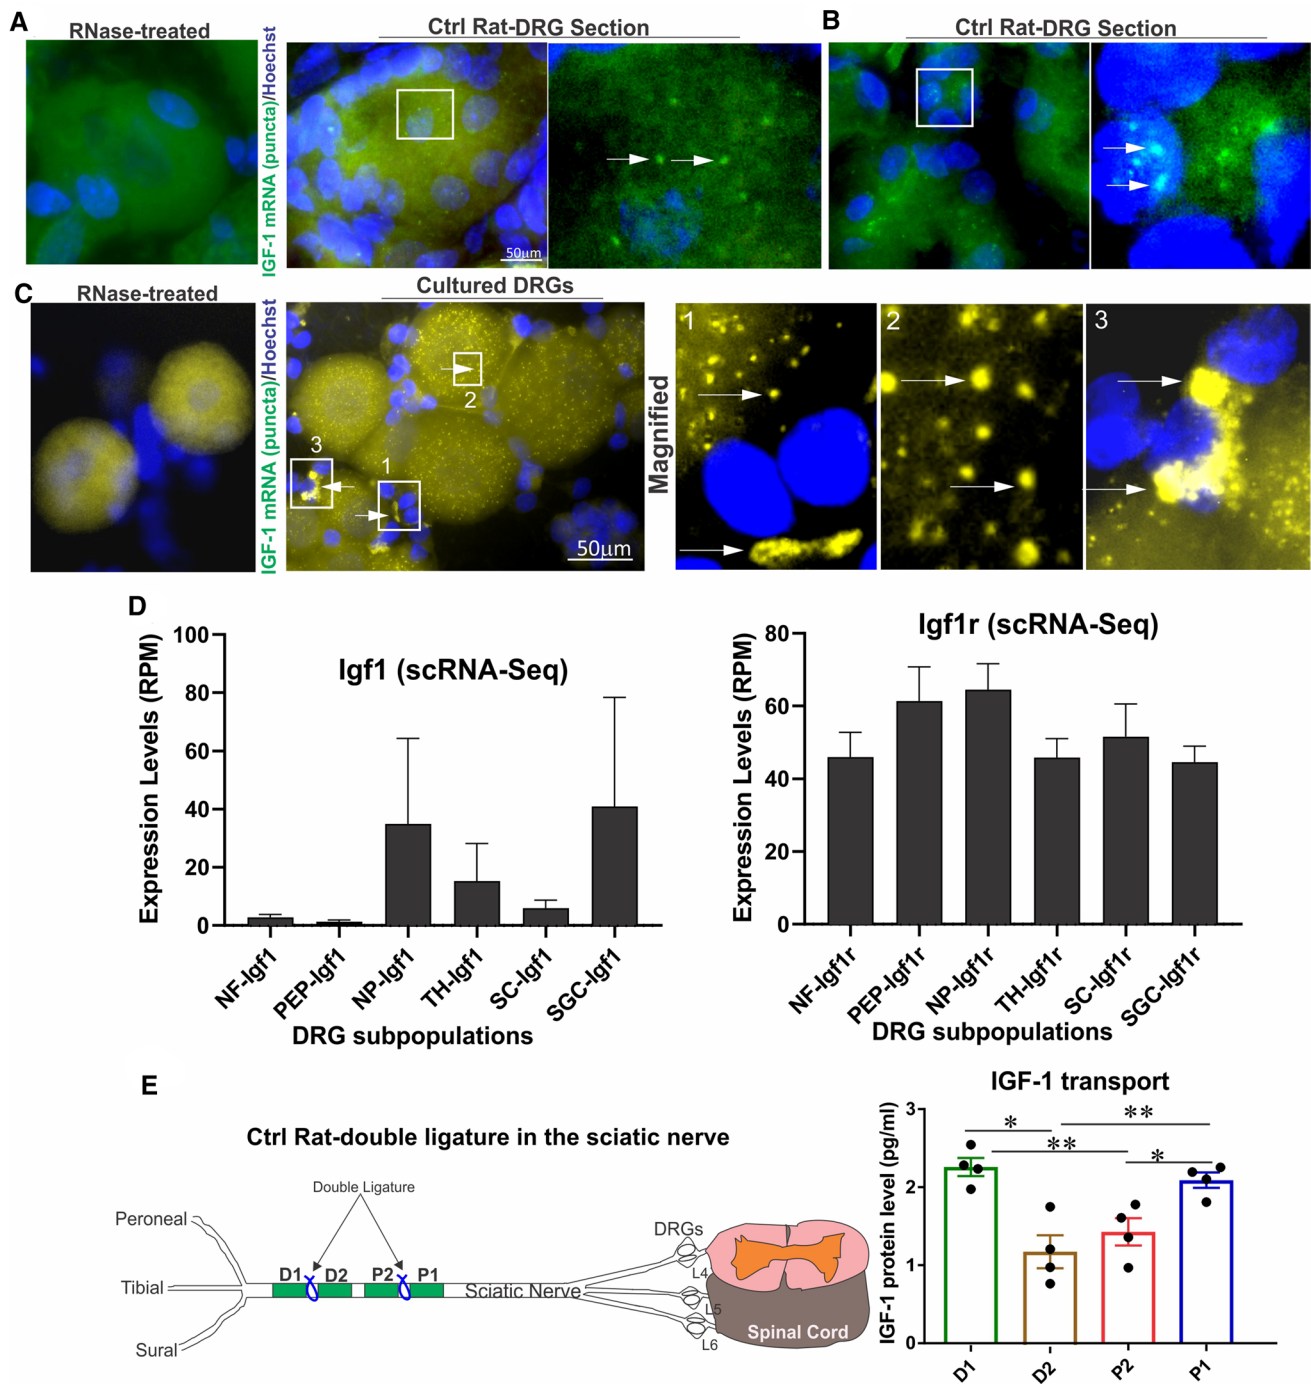 A
RNase-treated
Ctrl Rat-DRG Section
IGF-1 mRNA (puncta)/Hoechst
50μm
B
Ctrl Rat-DRG Section
C
RNase-treated
Cultured DRGs
IGF-1 mRNA (puncta)/Hoechst
3
1
2
50μm
Magnified
1
2
3
D
Igf1 (scRNA-Seq)
Expression Levels (RPM)
100
80
60
40
20
0
NF-Igf1
PEP-Igf1
NP-Igf1
TH-Igf1
SC-Igf1
SGC-Igf1
DRG subpopulations
Igf1r (scRNA-Seq)
Expression Levels (RPM)
80
60
40
20
0
NF-Igf1r
PEP-Igf1r
NP-Igf1r
TH-Igf1r
SC-Igf1r
SGC-Igf1r
DRG subpopulations
E
Ctrl Rat-double ligature in the sciatic nerve
Double Ligature
Peroneal
Tibial
Sural
D1
D2
P2
P1
Sciatic Nerve
DRGs
L4
L5
L6
Spinal Cord
IGF-1 transport
IGF-1 protein level (pg/ml)
3
2
1
0
*
**
**
*
D1
D2
P2
P1